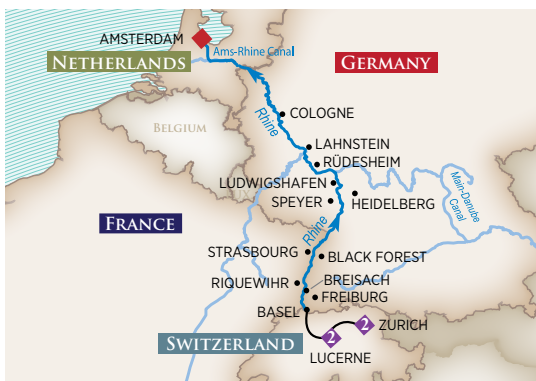 AMSTERDAM
Ams-Rhine Canal
NETHERLANDS
GERMANY
COLOGNE
Rhine
BELGIUM
LAHNSTEIN
RÜDESHEIM
LUDWIGSHAFEN
SPEYER
HEIDELBERG
Main-Danube
Canal
FRANCE
Rhine
STRASBOURG
BLACK FOREST
RIQUEWIHR
BREISACH
FREIBURG
BASEL
2
ZURICH
2
SWITZERLAND
LUCERNE